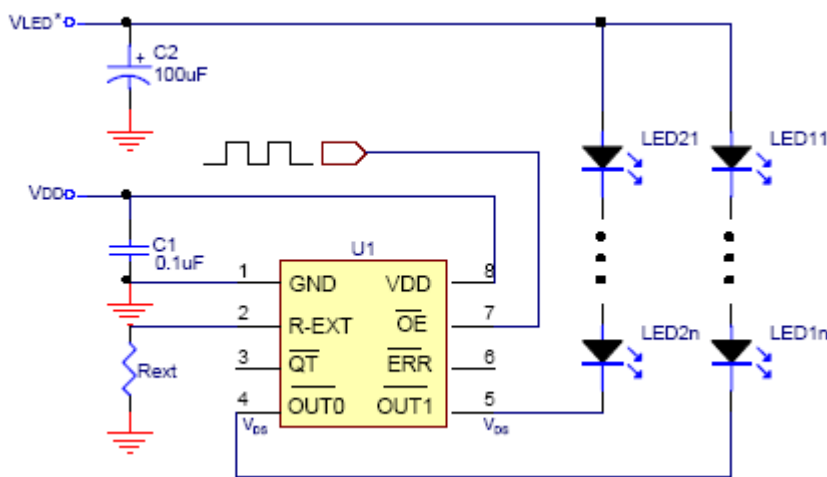 VLED*
C2
100uF
LED21
LED11
VDD
C1
0.1uF
U1
1
GND
VDD
8
2
R-EXT
OE
7
3
QT
ERR
6
4
OUT0
OUT1
5
VDS
VDS
Rext
LED2n
LED1n
+